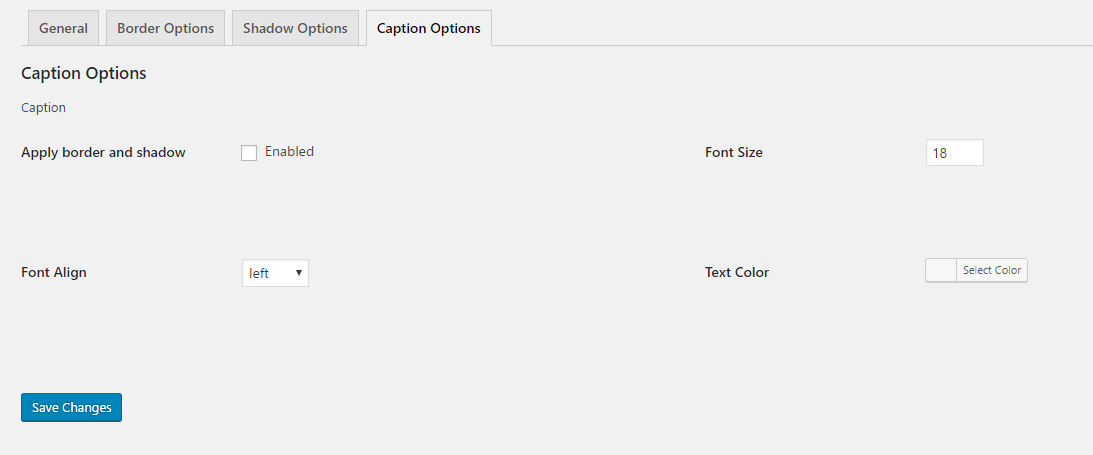 General Border Options Shadow Options Caption Options
Caption Options
Caption
Apply border and shadow Enabled Font Size 18
Font Align left Text Color Select Color
Save Changes